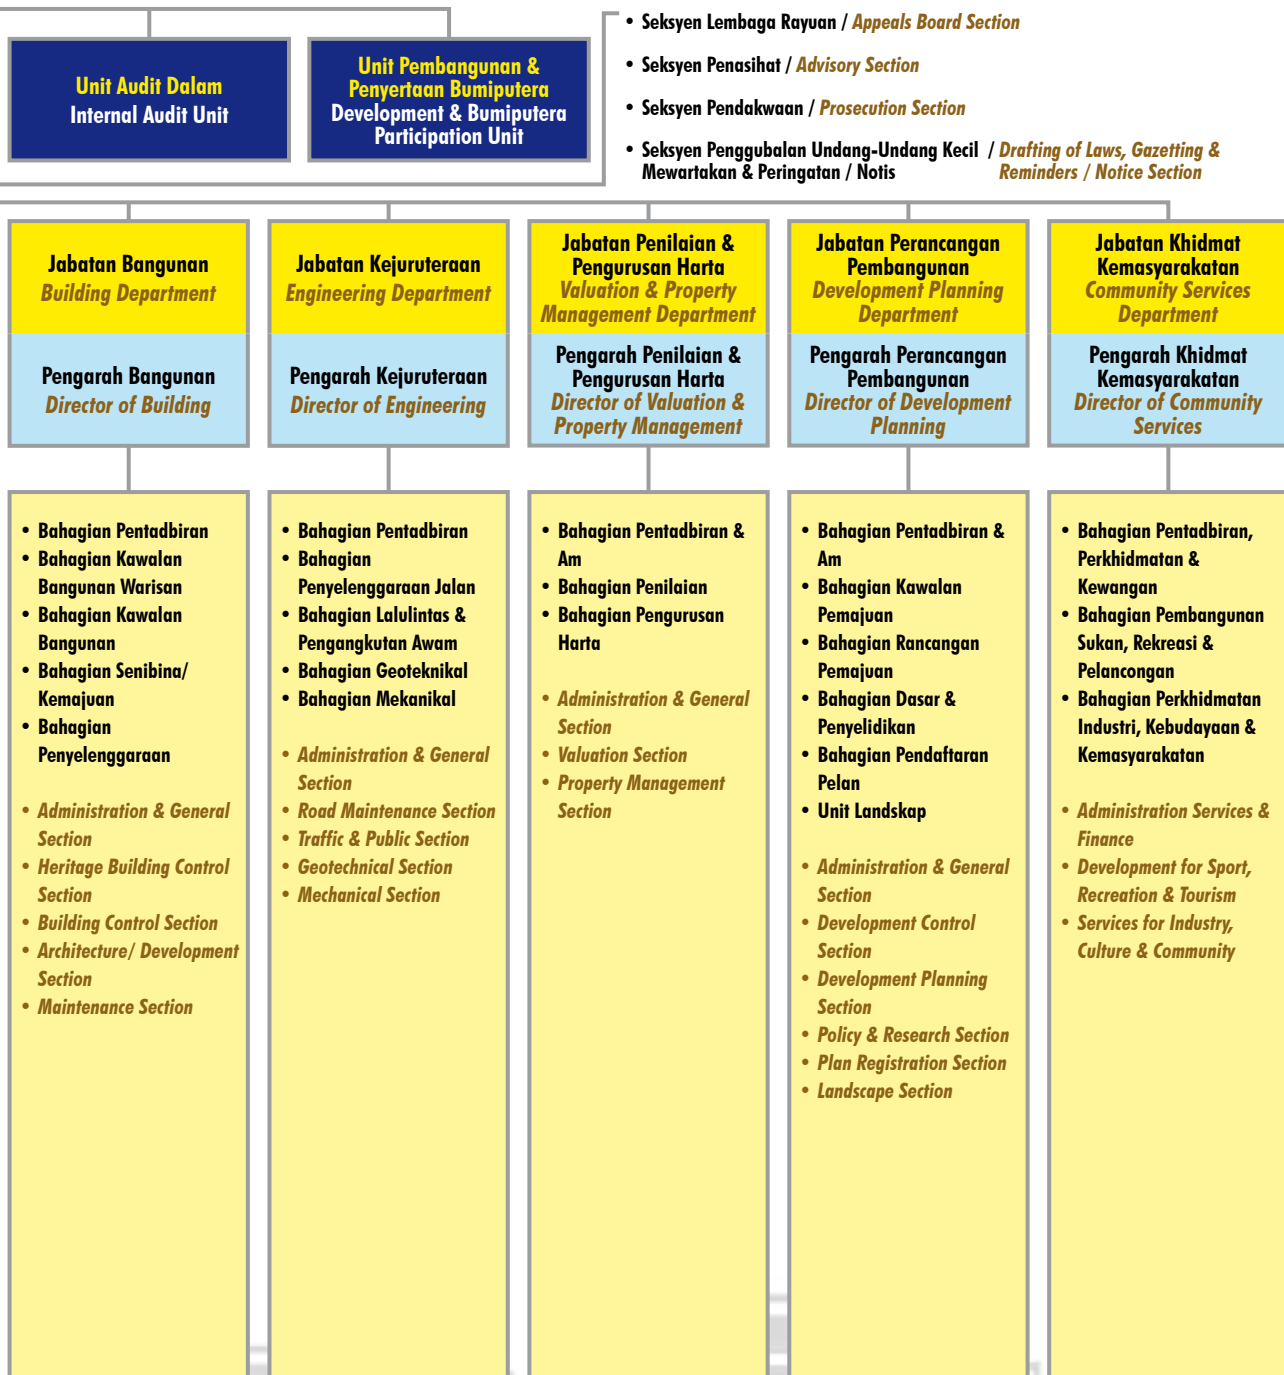 Unit Audit Dalam
Internal Audit Unit
Unit Pembangunan &
Penyertaan Bumiputera
Development & Bumiputera
Participation Unit
• Seksyen Lembaga Rayuan / Appeals Board Section
• Seksyen Penasihat / Advisory Section
• Seksyen Pendakwaan / Prosecution Section
• Seksyen Penggubalan Undang-Undang Kecil / Drafting of Laws, Gazetting &
Mewartakan & Peringatan / Notis Reminders / Notice Section
Jabatan Bangunan
Building Department
Pengarah Bangunan
Director of Building
• Bahagian Pentadbiran
• Bahagian Kawalan
Bangunan Warisan
• Bahagian Kawalan
Bangunan
• Bahagian Senibina/
Kemajuan
• Bahagian
Penyelenggaraan
• Administration & General
Section
• Heritage Building Control
Section
• Building Control Section
• Architecture/ Development
Section
• Maintenance Section
Jabatan Kejuruteraan
Engineering Department
Pengarah Kejuruteraan
Director of Engineering
• Bahagian Pentadbiran
• Bahagian
Penyelenggaraan Jalan
• Bahagian Lalulintas &
Pengangkutan Awam
• Bahagian Geoteknikal
• Bahagian Mekanikal
• Administration & General
Section
• Road Maintenance Section
• Traffic & Public Section
• Geotechnical Section
• Mechanical Section
Jabatan Penilaian &
Pengurusan Harta
Valuation & Property
Management Department
Pengarah Penilaian &
Pengurusan Harta
Director of Valuation &
Property Management
• Bahagian Pentadbiran &
Am
• Bahagian Penilaian
• Bahagian Pengurusan
Harta
• Administration & General
Section
• Valuation Section
• Property Management
Section
Jabatan Perancangan
Pembangunan
Development Planning
Department
Pengarah Perancangan
Pembangunan
Director of Development
Planning
• Bahagian Pentadbiran &
Am
• Bahagian Kawalan
Pemajuan
• Bahagian Rancangan
Pemajuan
• Bahagian Dasar &
Penyelidikan
• Bahagian Pendaftaran
Pelan
• Unit Landskap
• Administration & General
Section
• Development Control
Section
• Development Planning
Section
• Policy & Research Section
• Plan Registration Section
• Landscape Section
Jabatan Khidmat
Kemasyarakatan
Community Services
Department
Pengarah Khidmat
Kemasyarakatan
Director of Community
Services
• Bahagian Pentadbiran,
Perkhidmatan &
Kewangan
• Bahagian Pembangunan
Sukan, Rekreasi &
Pelancongan
• Bahagian Perkhidmatan
Industri, Kebudayaan &
Kemasyarakatan
• Administration Services &
Finance
• Development for Sport,
Recreation & Tourism
• Services for Industry,
Culture & Community